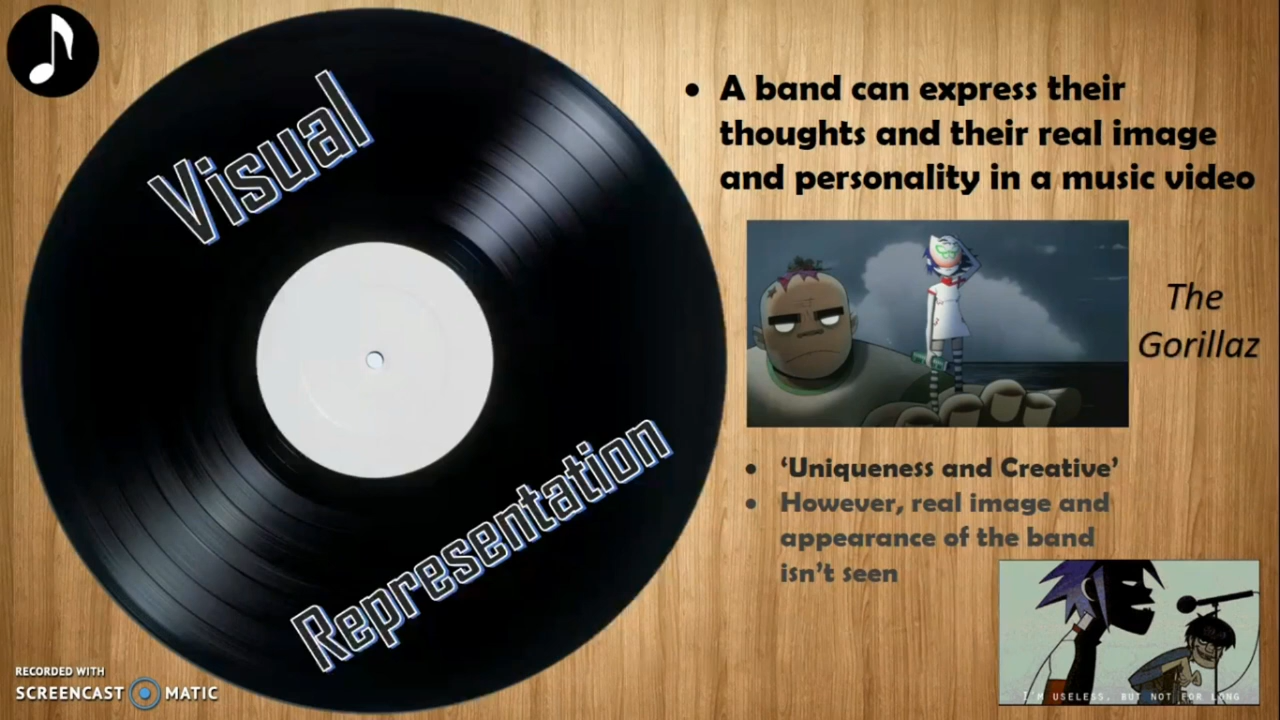 Visual
Representation
• A band can express their
thoughts and their real image
and personality in a music video
The
Gorillaz
• ‘Uniqueness and Creative’
• However, real image and
appearance of the band
isn’t seen
I'M USELESS, BUT NOT FOR LONG
RECORDED WITH
SCREENCAST MATIC